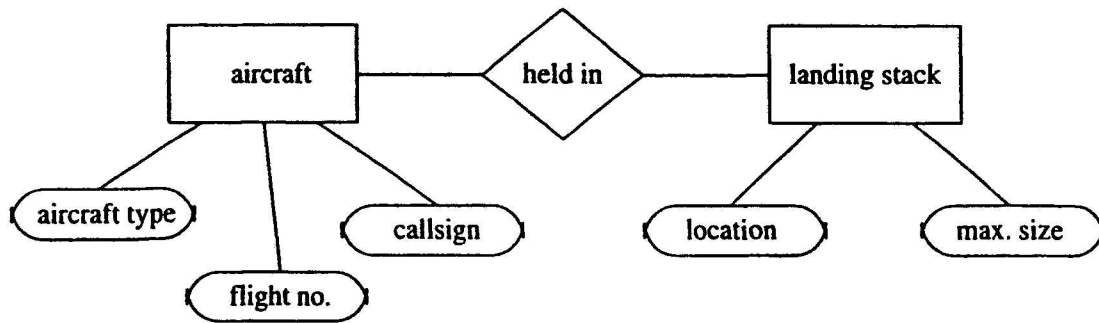 aircraft
held in
landing stack
aircraft type
callsign
flight no.
location
max. size